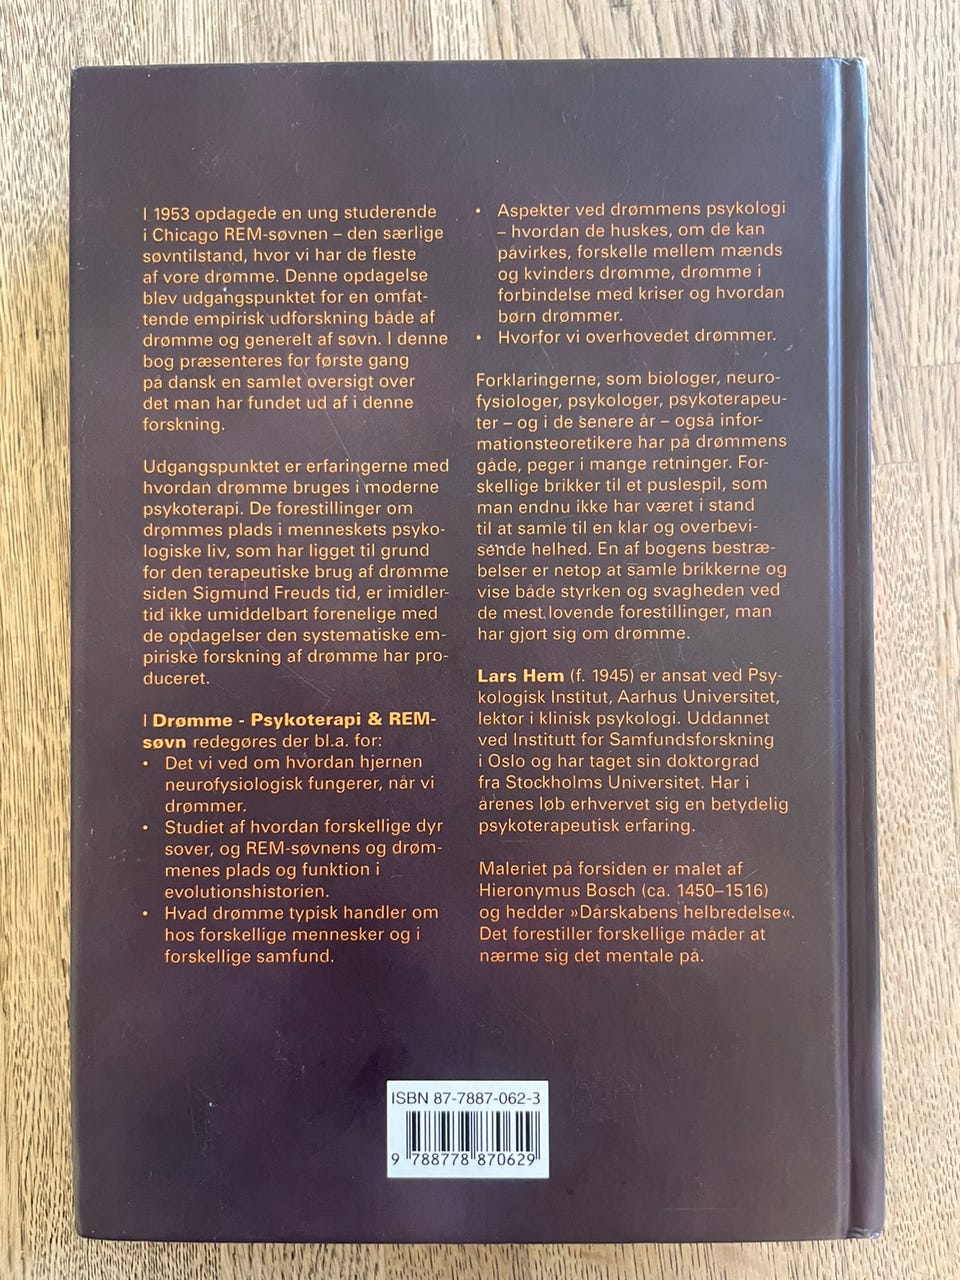 I 1953 opdagede en ung studerende
i Chicago REM-søvnen – den særlige
søvntilstand, hvor vi har de fleste
af vore drømme. Denne opdagelse
blev udgangspunktet for en omfat-
tende empirisk udforskning både af
drømme og generelt af søvn. I denne
bog præsenteres for første gang
på dansk en samlet oversigt over
det man har fundet ud af i denne
forskning.
Udgangspunktet er erfaringerne med
hvordan drømme bruges i moderne
psykoterapi. De forestillinger om
drømmes plads i menneskets psyko-
logiske liv, som har ligget til grund
for den terapeutiske brug af drømme
siden Sigmund Freuds tid, er imidler-
tid ikke umiddelbart forenelige med
de opdagelser den systematiske em-
piriske forskning af drømme har pro-
duceret.
I Drømme - Psykoterapi & REM-
søvn redegøres der bl.a. for:
• Det vi ved om hvordan hjernen
neurofysiologisk fungerer, når vi
drømmer.
• Studiet af hvordan forskellige dyr
sover, og REM-søvnens og drøm-
menes plads og funktion i
evolutionshistorien.
• Hvad drømme typisk handler om
hos forskellige mennesker og i
forskellige samfund.
• Aspekter ved drømmens psykologi
– hvordan de huskes, om de kan
påvirkes, forskelle mellem mænds
og kvinders drømme, drømme i
forbindelse med kriser og hvordan
børn drømmer.
• Hvorfor vi overhovedet drømmer.
Forklaringerne, som biologer, neuro-
fysiologer, psykologer, psykoterapeu-
ter – og i de senere år – også infor-
mationsteoretikere har på drømmens
gåde, peger i mange retninger. For-
skellige brikker til et puslespil, som
man endnu ikke har været i stand
til at samle til en klar og overbevi-
sende helhed. En af bogens bestræ-
belser er netop at samle brikkerne og
vise både styrken og svagheden ved
de mest lovende forestillinger, man
har gjort sig om drømme.
Lars Hem (f. 1945) er ansat ved Psy-
kologisk Institut, Aarhus Universitet,
lektor i klinisk psykologi. Uddannet
ved Institutt for Samfundsforskning
i Oslo og har taget sin doktorgrad
fra Stockholms Universitet. Har i
årenes løb erhvervet sig en betydelig
psykoterapeutisk erfaring.
Maleriet på forsiden er malet af
Hieronymus Bosch (ca. 1450–1516)
og hedder »Dårskabens helbredelse«.
Det forestiller forskellige måder at
nærme sig det mentale på.
ISBN 87-7887-062-3
9 788778 870629